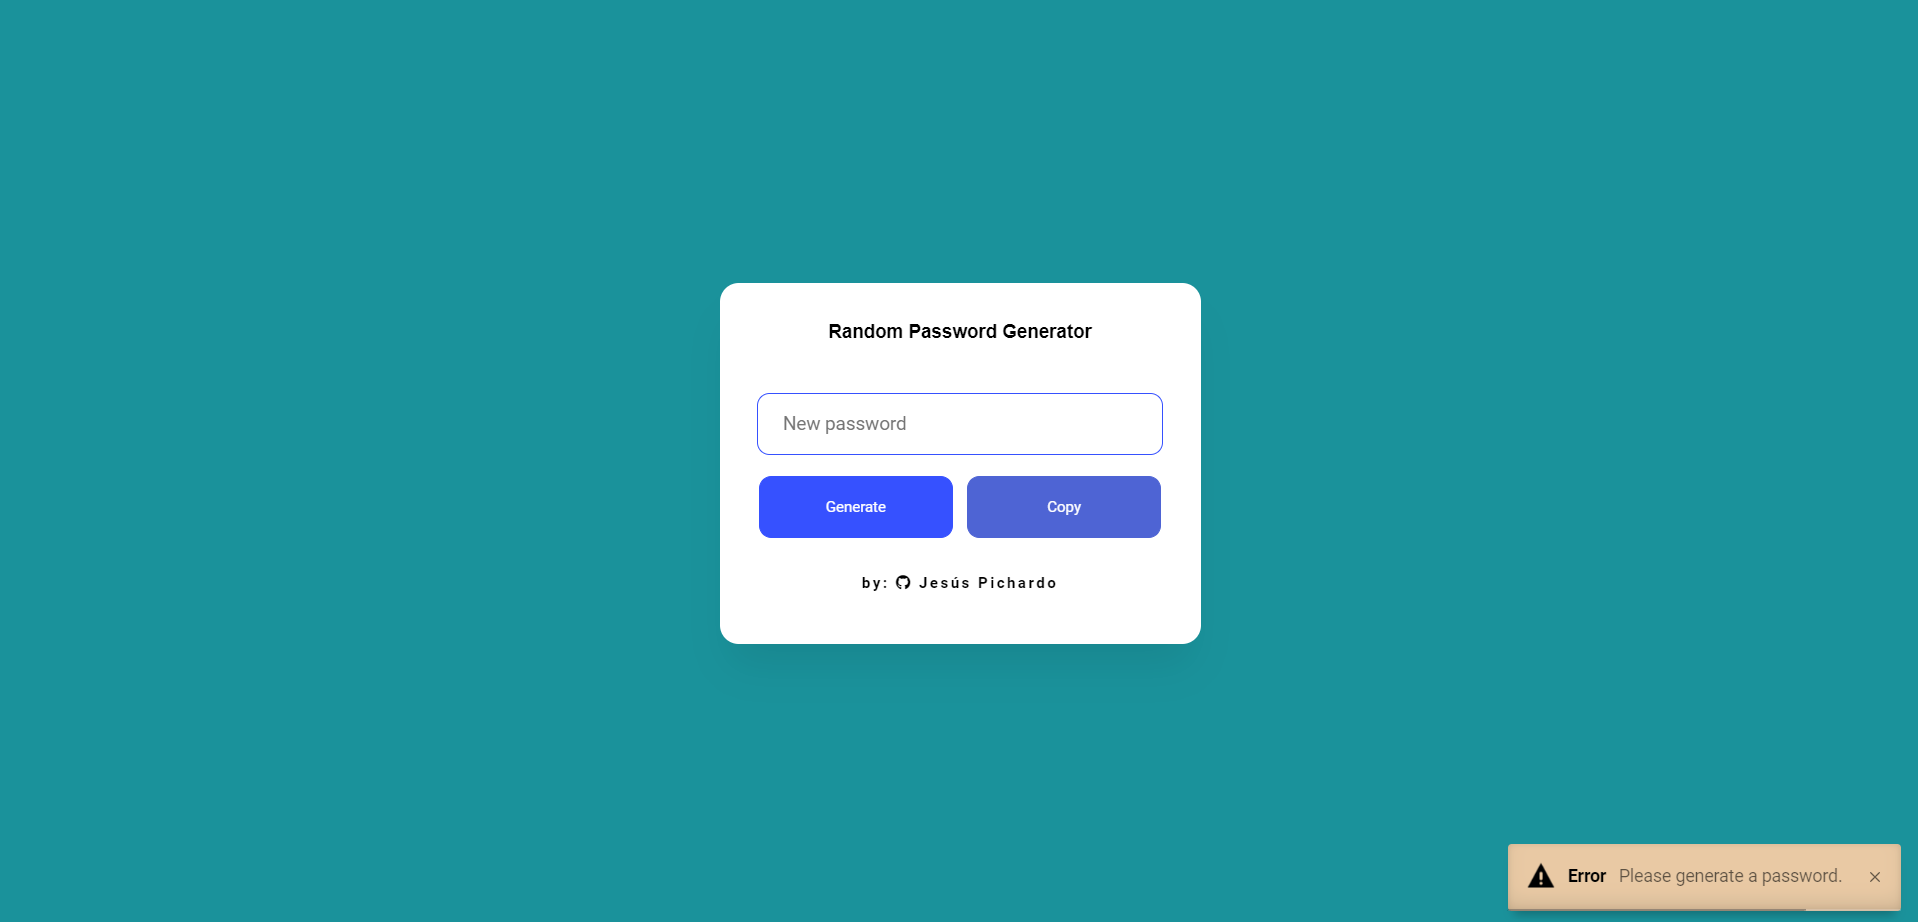 Random Password Generator
New password
Generate Copy
by: Jesús Pichardo
Error Please generate a password.